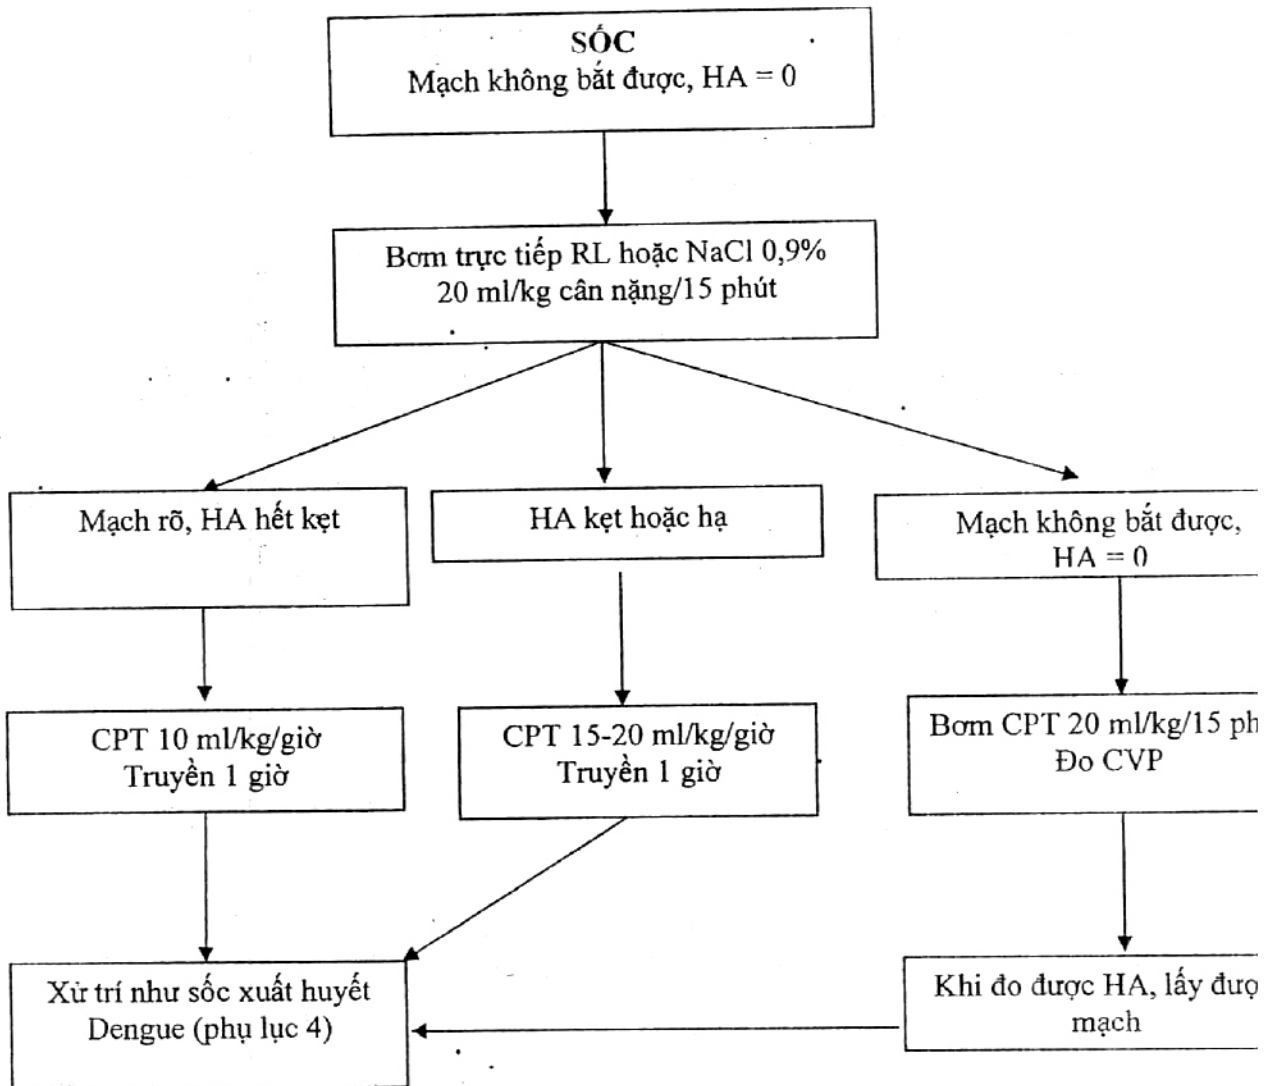 SỐC
Mạch không bắt được, HA = 0
Bơm trực tiếp RL hoặc NaCl 0,9%
20 ml/kg cân nặng/15 phút
Mạch rõ, HA hết kẹt
HA kẹt hoặc hạ
Mạch không bắt được,
HA = 0
CPT 10 ml/kg/giờ
Truyền 1 giờ
CPT 15-20 ml/kg/giờ
Truyền 1 giờ
Bơm CPT 20 ml/kg/15 ph
Đo CVP
Xử trí như sốc xuất huyết
Dengue (phụ lục 4)
Khi đo được HA, lấy đượ
mạch